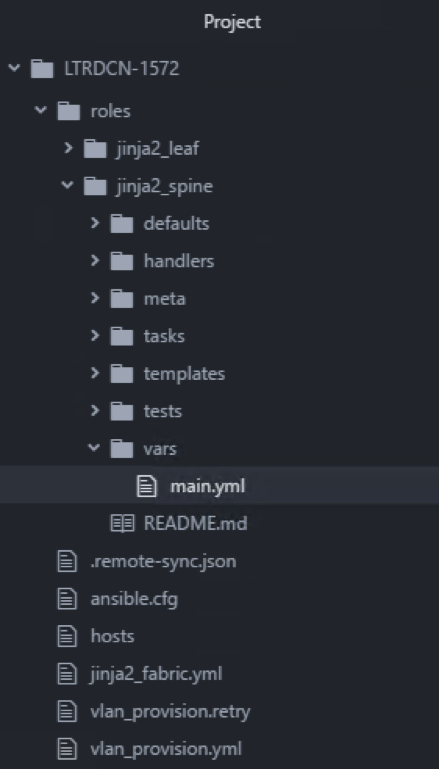 Project
LTRDCN-1572
roles
jinja2_leaf
jinja2_spine
defaults
handlers
meta
tasks
templates
tests
vars
main.yml
README.md
.remote-sync.json
ansible.cfg
hosts
jinja2_fabric.yml
vlan_provision.retry
vlan_provision.yml